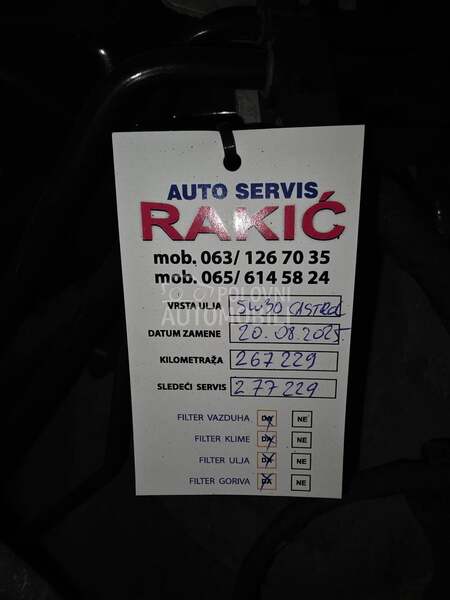 AUTO SERVIS
RAKIĆ
mob. 063/ 126 70 35
mob. 065/ 614 58 24
VRSTA ULJA 5W30 CASTROL
POLOVNI
AUTOMOBILI
DATUM ZAMENE 20.08.2025.
KILOMETRAŽA 267229
SLEDEĆI SERVIS 277229
FILTER VAZDUHA DA NE
FILTER KLIME DA NE
FILTER ULJA DA NE
FILTER GORIVA DA NE